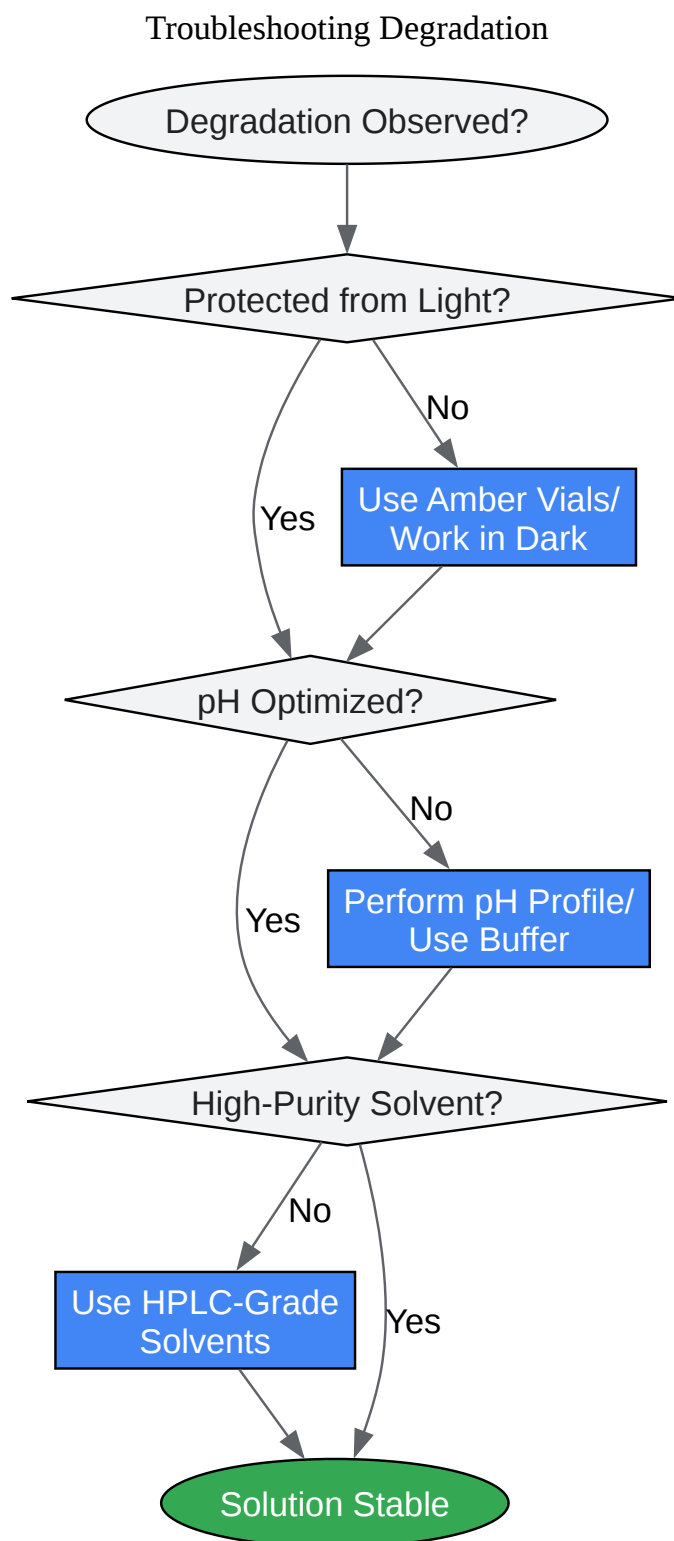 Troubleshooting Degradation
Degradation Observed?
Protected from Light?
No
Use Amber Vials/
Work in Dark
Yes
pH Optimized?
No
Perform pH Profile/
Use Buffer
Yes
High-Purity Solvent?
No
Use HPLC-Grade
Solvents
Yes
Solution Stable